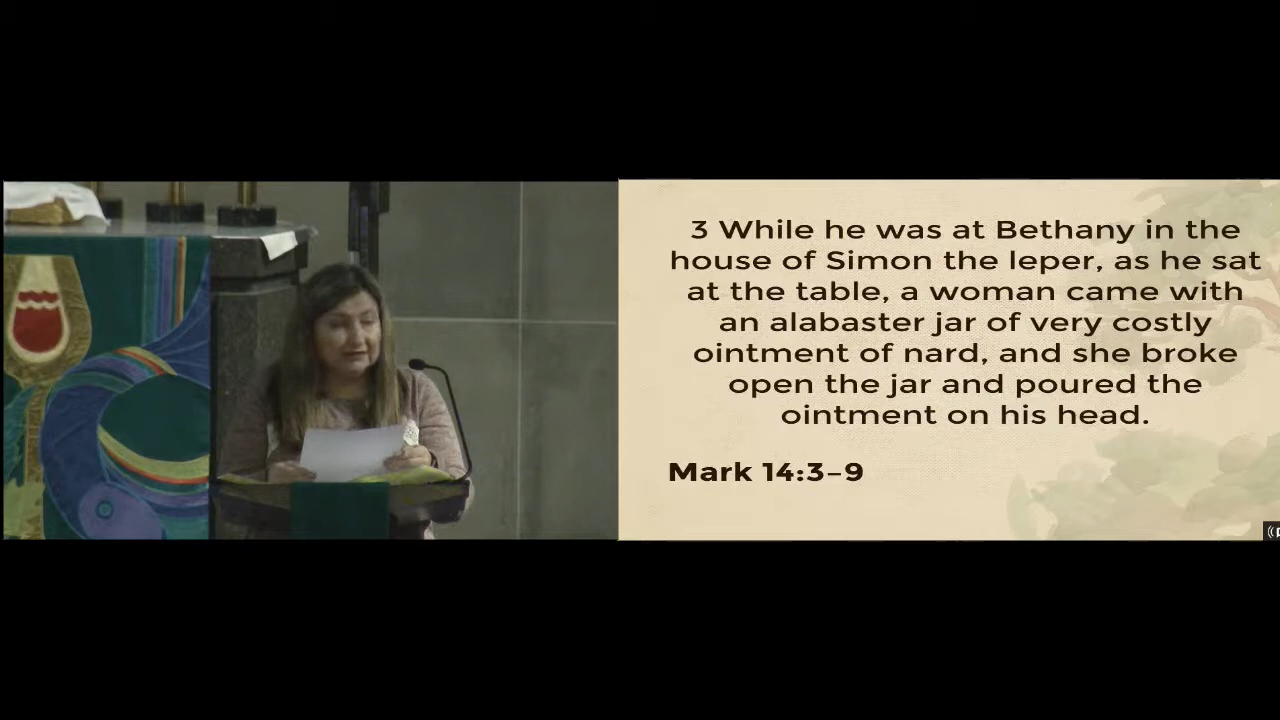 3 While he was at Bethany in the
house of Simon the leper, as he sat
at the table, a woman came with
an alabaster jar of very costly
ointment of nard, and she broke
open the jar and poured the
ointment on his head.
Mark 14:3–9